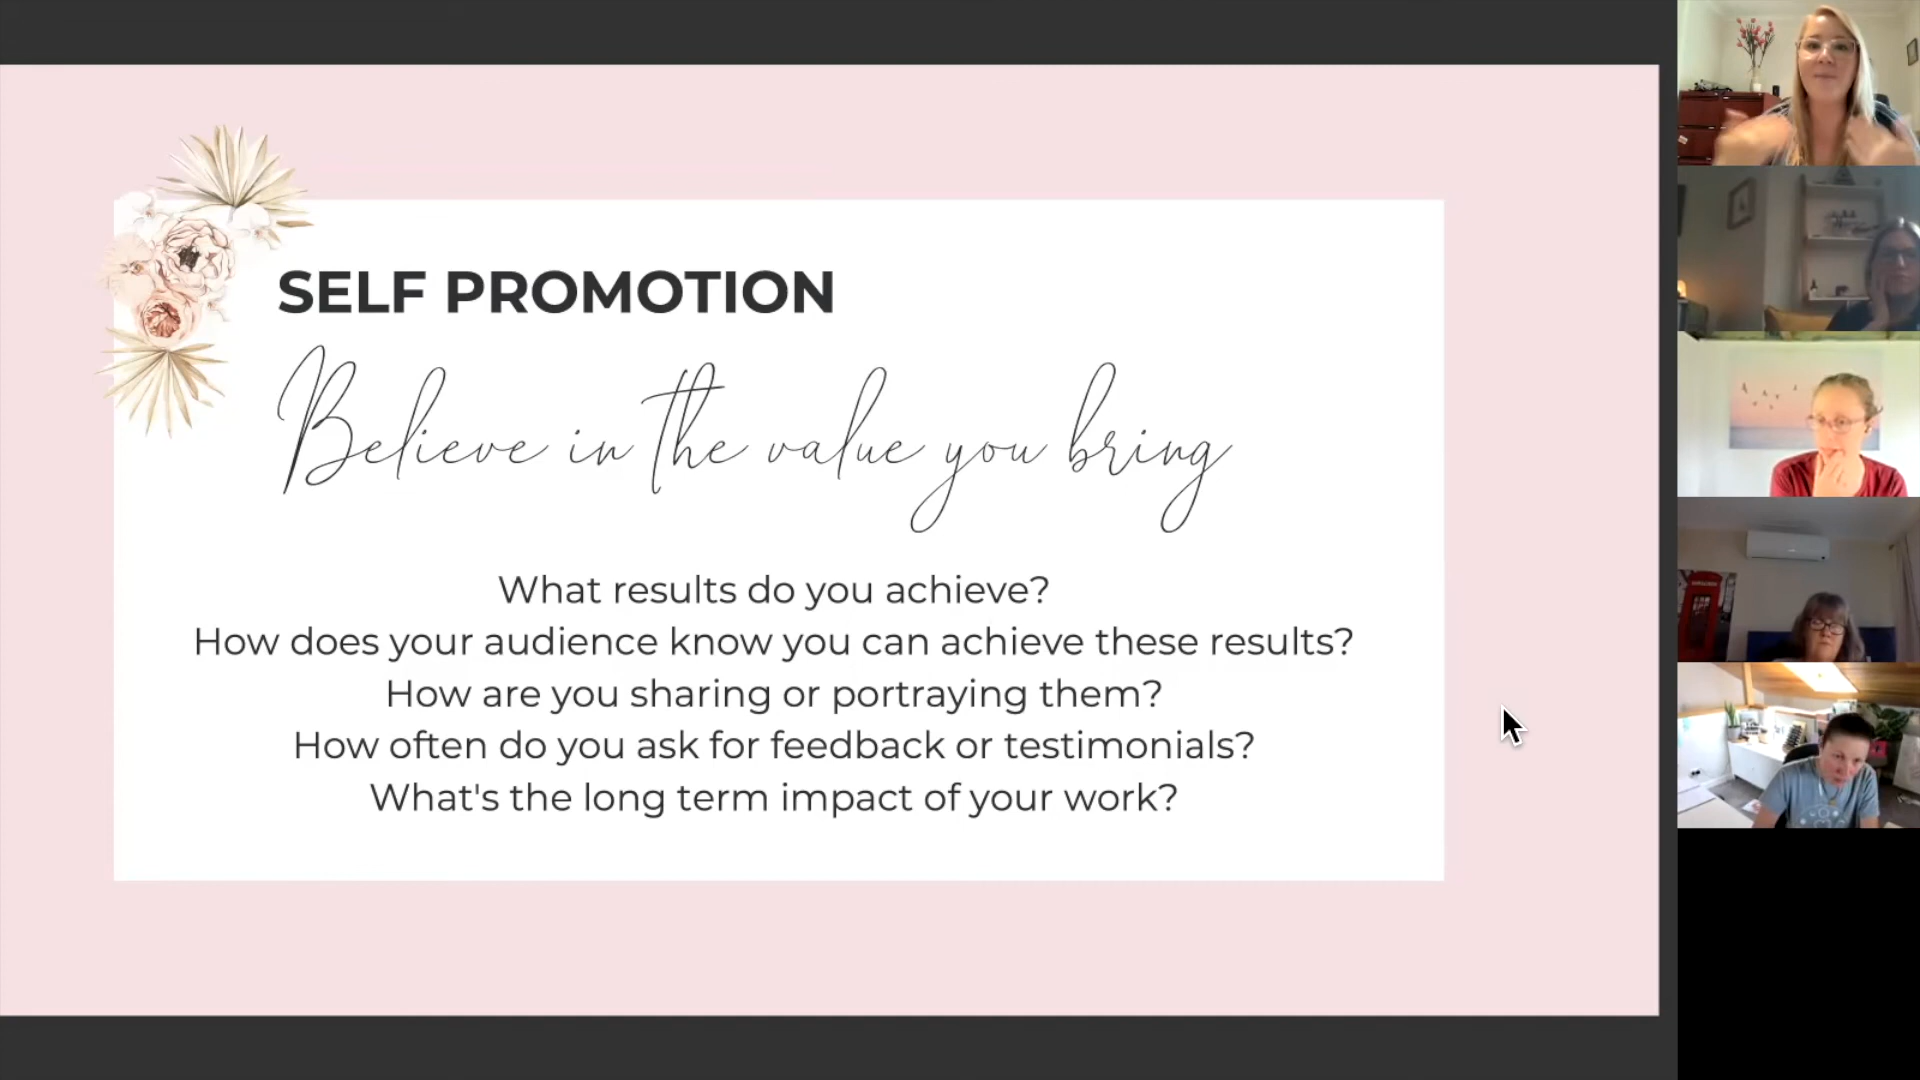 SELF PROMOTION
Believe in the value you bring
What results do you achieve?
How does your audience know you can achieve these results?
How are you sharing or portraying them?
How often do you ask for feedback or testimonials?
What's the long term impact of your work?